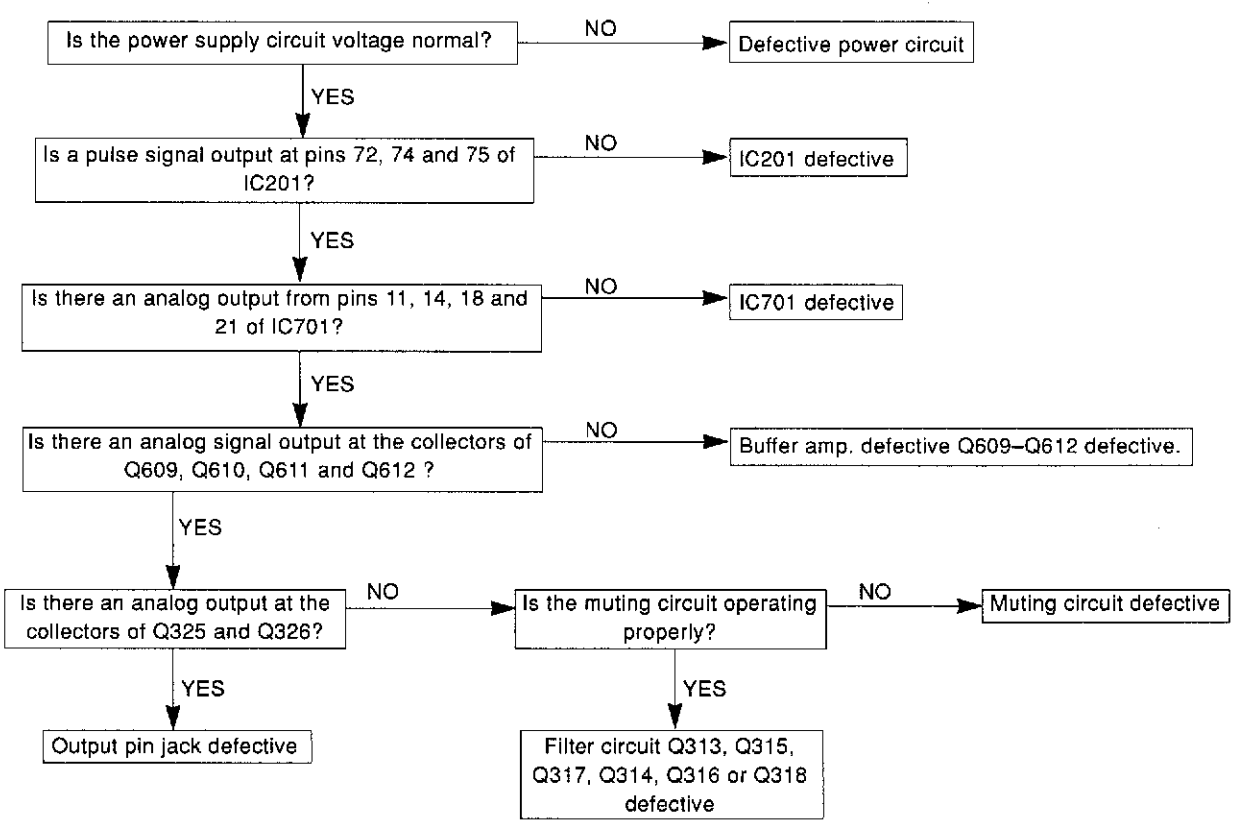 Is the power supply circuit voltage normal?
NO
Defective power circuit
YES
Is a pulse signal output at pins 72, 74 and 75 of
IC201?
NO
IC201 defective
YES
Is there an analog output from pins 11, 14, 18 and
21 of IC701?
NO
IC701 defective
YES
Is there an analog signal output at the collectors of
Q609, Q610, Q611 and Q612 ?
NO
Buffer amp. defective Q609–Q612 defective.
YES
Is there an analog output at the
collectors of Q325 and Q326?
NO
Is the muting circuit operating
properly?
NO
Muting circuit defective
YES
Output pin jack defective
YES
Filter circuit Q313, Q315,
Q317, Q314, Q316 or Q318
defective